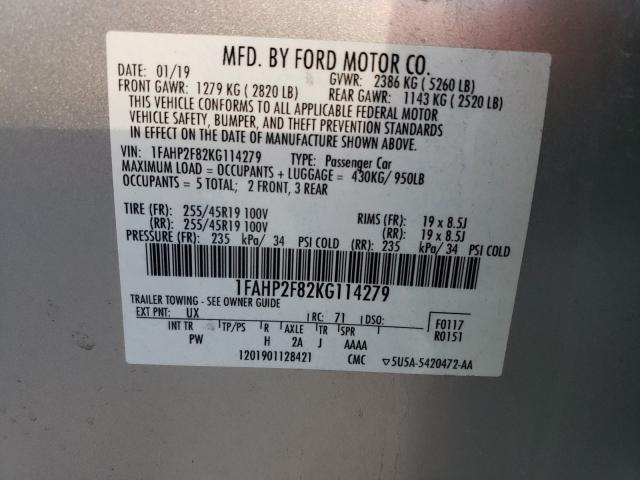 MFD. BY FORD MOTOR CO.
DATE: 01/19 GVWR: 2386 KG ( 5260 LB)
FRONT GAWR: 1279 KG ( 2820 LB) REAR GAWR: 1143 KG ( 2520 LB)
THIS VEHICLE CONFORMS TO ALL APPLICABLE FEDERAL MOTOR
VEHICLE SAFETY, BUMPER, AND THEFT PREVENTION STANDARDS
IN EFFECT ON THE DATE OF MANUFACTURE SHOWN ABOVE.
VIN: 1FAHP2F82KG114279 TYPE: Passenger Car
MAXIMUM LOAD = OCCUPANTS + LUGGAGE = 430KG/ 950LB
OCCUPANTS = 5 TOTAL; 2 FRONT, 3 REAR
TIRE (FR): 255/45R19 100V RIMS (FR): 19 x 8.5J
(RR): 255/45R19 100V (RR): 19 x 8.5J
PRESSURE (FR): 235 kPa/ 34 PSI COLD (RR): 235 kPa/ 34 PSI COLD
1FAHP2F82KG114279
TRAILER TOWING - SEE OWNER GUIDE
EXT PNT: UX RC: 71 DSO: F0117
INT TR TP/PS R AXLE TR SPR R0151
PW H 2A J AAAA
1201901128421 CMC ▽5U5A-5420472-AA